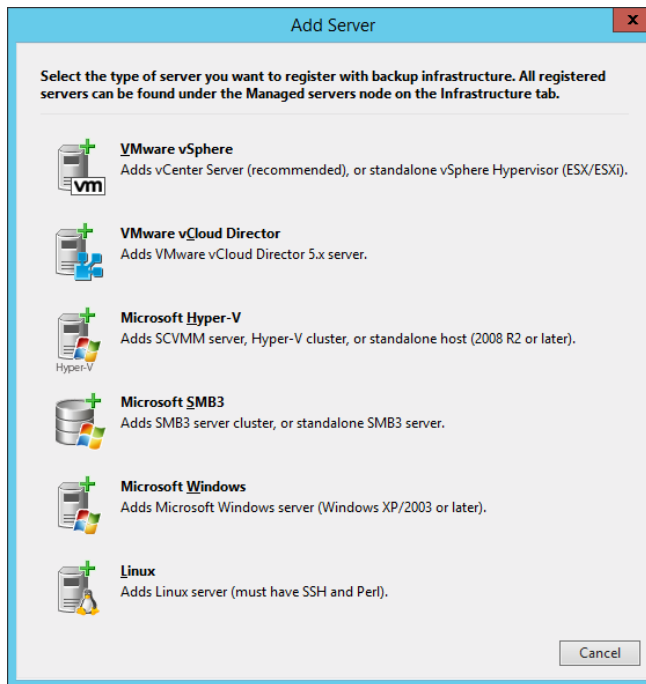 Add Server
x
Select the type of server you want to register with backup infrastructure. All registered
servers can be found under the Managed servers node on the Infrastructure tab.
VMware vSphere
Adds vCenter Server (recommended), or standalone vSphere Hypervisor (ESX/ESXi).
vm
VMware vCloud Director
Adds VMware vCloud Director 5.x server.
Microsoft Hyper-V
Adds SCVMM server, Hyper-V cluster, or standalone host (2008 R2 or later).
Hyper-V
Microsoft SMB3
Adds SMB3 server cluster, or standalone SMB3 server.
Microsoft Windows
Adds Microsoft Windows server (Windows XP/2003 or later).
Linux
Adds Linux server (must have SSH and Perl).
Cancel